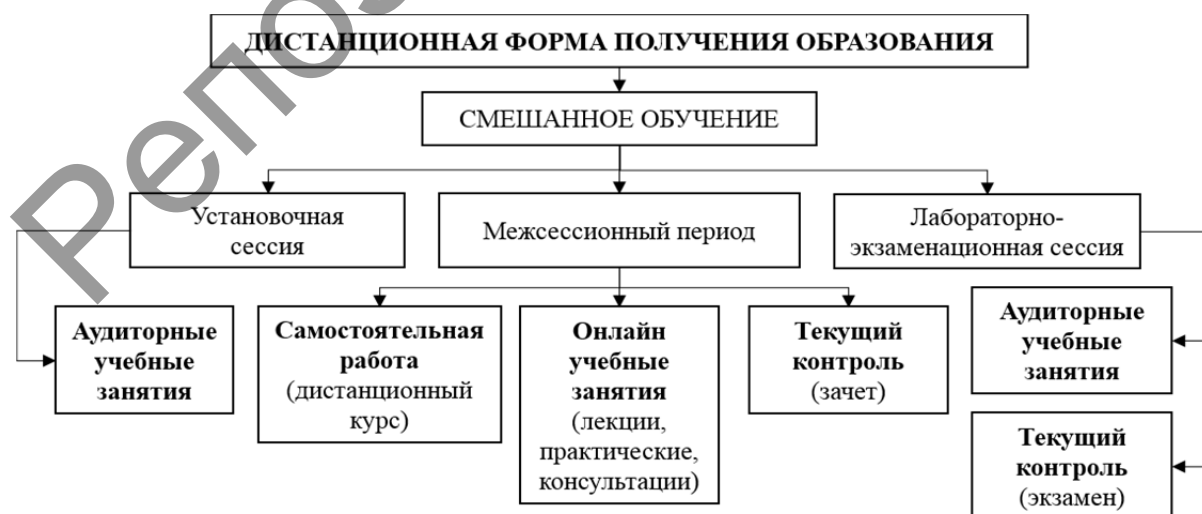 ДИСТАНЦИОННАЯ ФОРМА ПОЛУЧЕНИЯ ОБРАЗОВАНИЯ
СМЕШАННОЕ ОБУЧЕНИЕ
Установочная
сессия
Межсессионный период
Лабораторно-
экзаменационная сессия
Аудиторные
учебные
занятия
Самостоятельная
работа
(дистанционный
курс)
Онлайн
учебные
занятия
(лекции,
практические,
консультации)
Текущий
контроль
(зачет)
Аудиторные
учебные
занятия
Текущий
контроль
(экзамен)